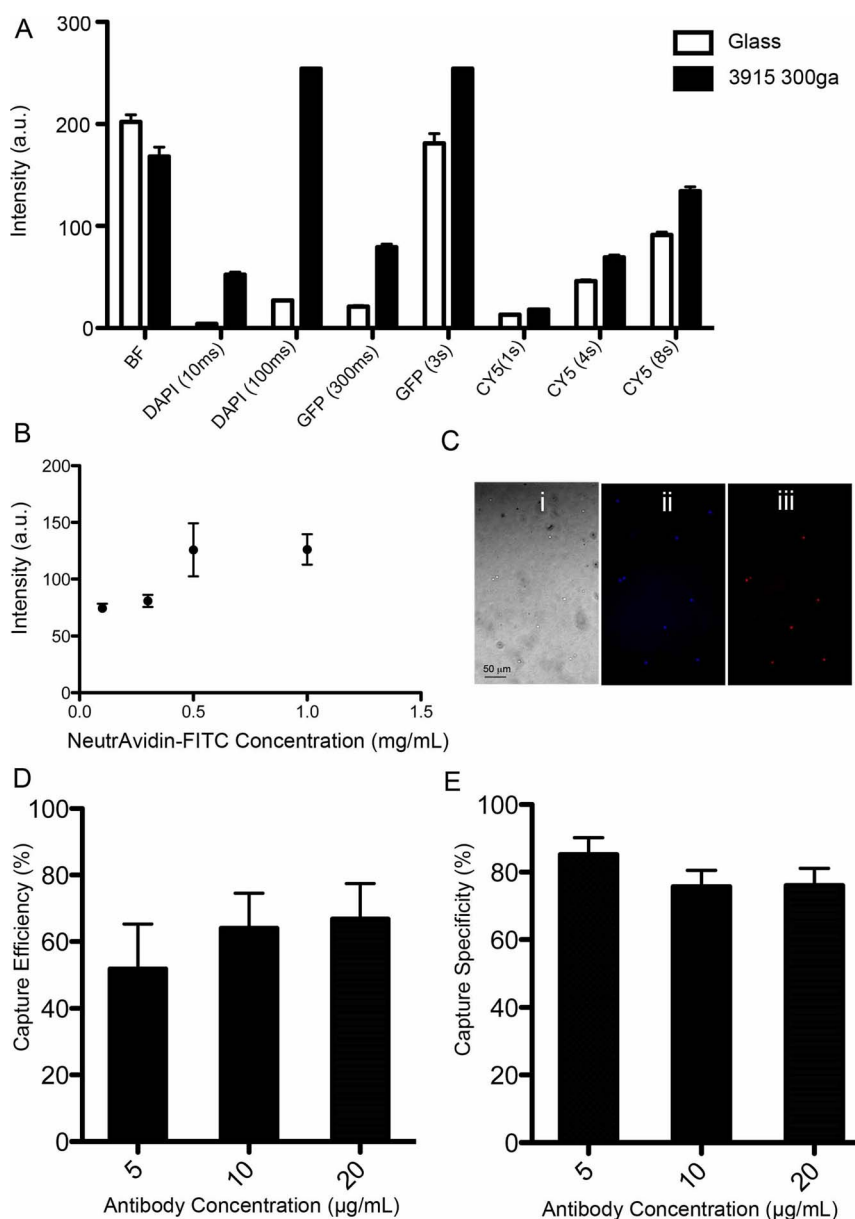 A
300
200
100
0
Intensity (a.u.)
Glass
3915 300ga
BF
DAPI (10ms)
DAPI (100ms)
GFP (300ms)
GFP (3s)
CY5(1s)
CY5 (4s)
CY5 (8s)
B
200
150
100
50
0
Intensity (a.u.)
0.0
0.5
1.0
1.5
NeutrAvidin-FITC Concentration (mg/mL)
C
i
ii
iii
50 μm
D
100
80
60
40
20
0
Capture Efficiency (%)
5
10
20
Antibody Concentration (µg/mL)
E
100
80
60
40
20
0
Capture Specificity (%)
5
10
20
Antibody Concentration (µg/mL)